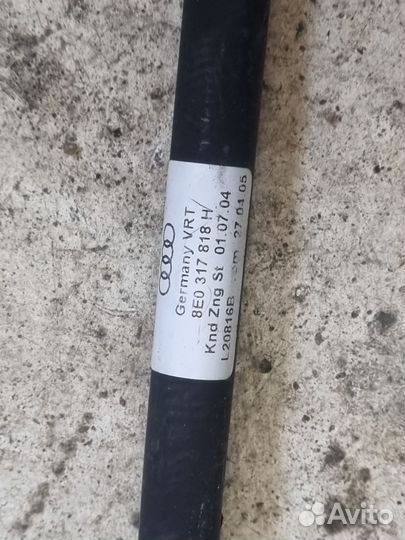 Germany VRT
8E0 317 818 H
Knd Zng St 01.07.04
L20816B 27.04.05
Avito